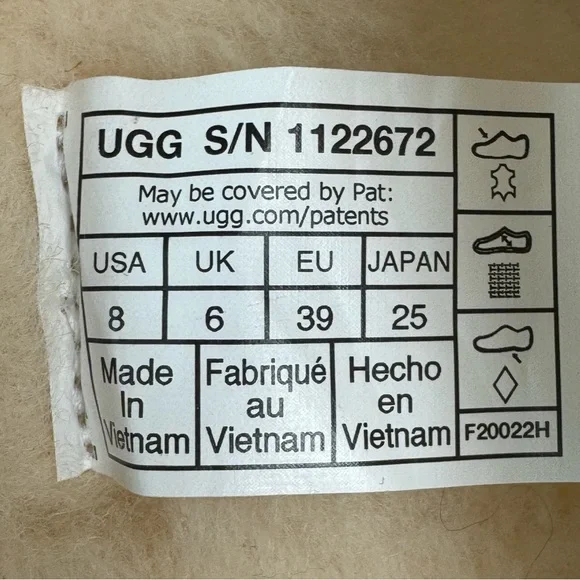 UGG S/N 1122672
May be covered by Pat:
www.ugg.com/patents
USA UK EU JAPAN
8 6 39 25
Made In Vietnam
Fabriqué au Vietnam
Hecho en Vietnam
F20022H